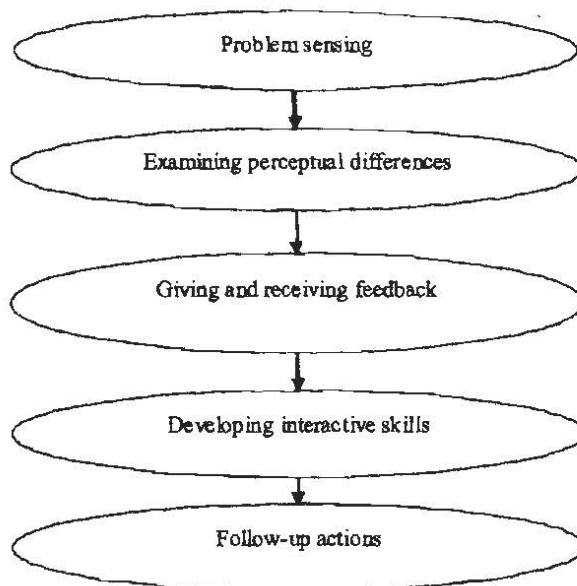 Problem sensing
Examining perceptual differences
Giving and receiving feedback
Developing interactive skills
Follow-up actions